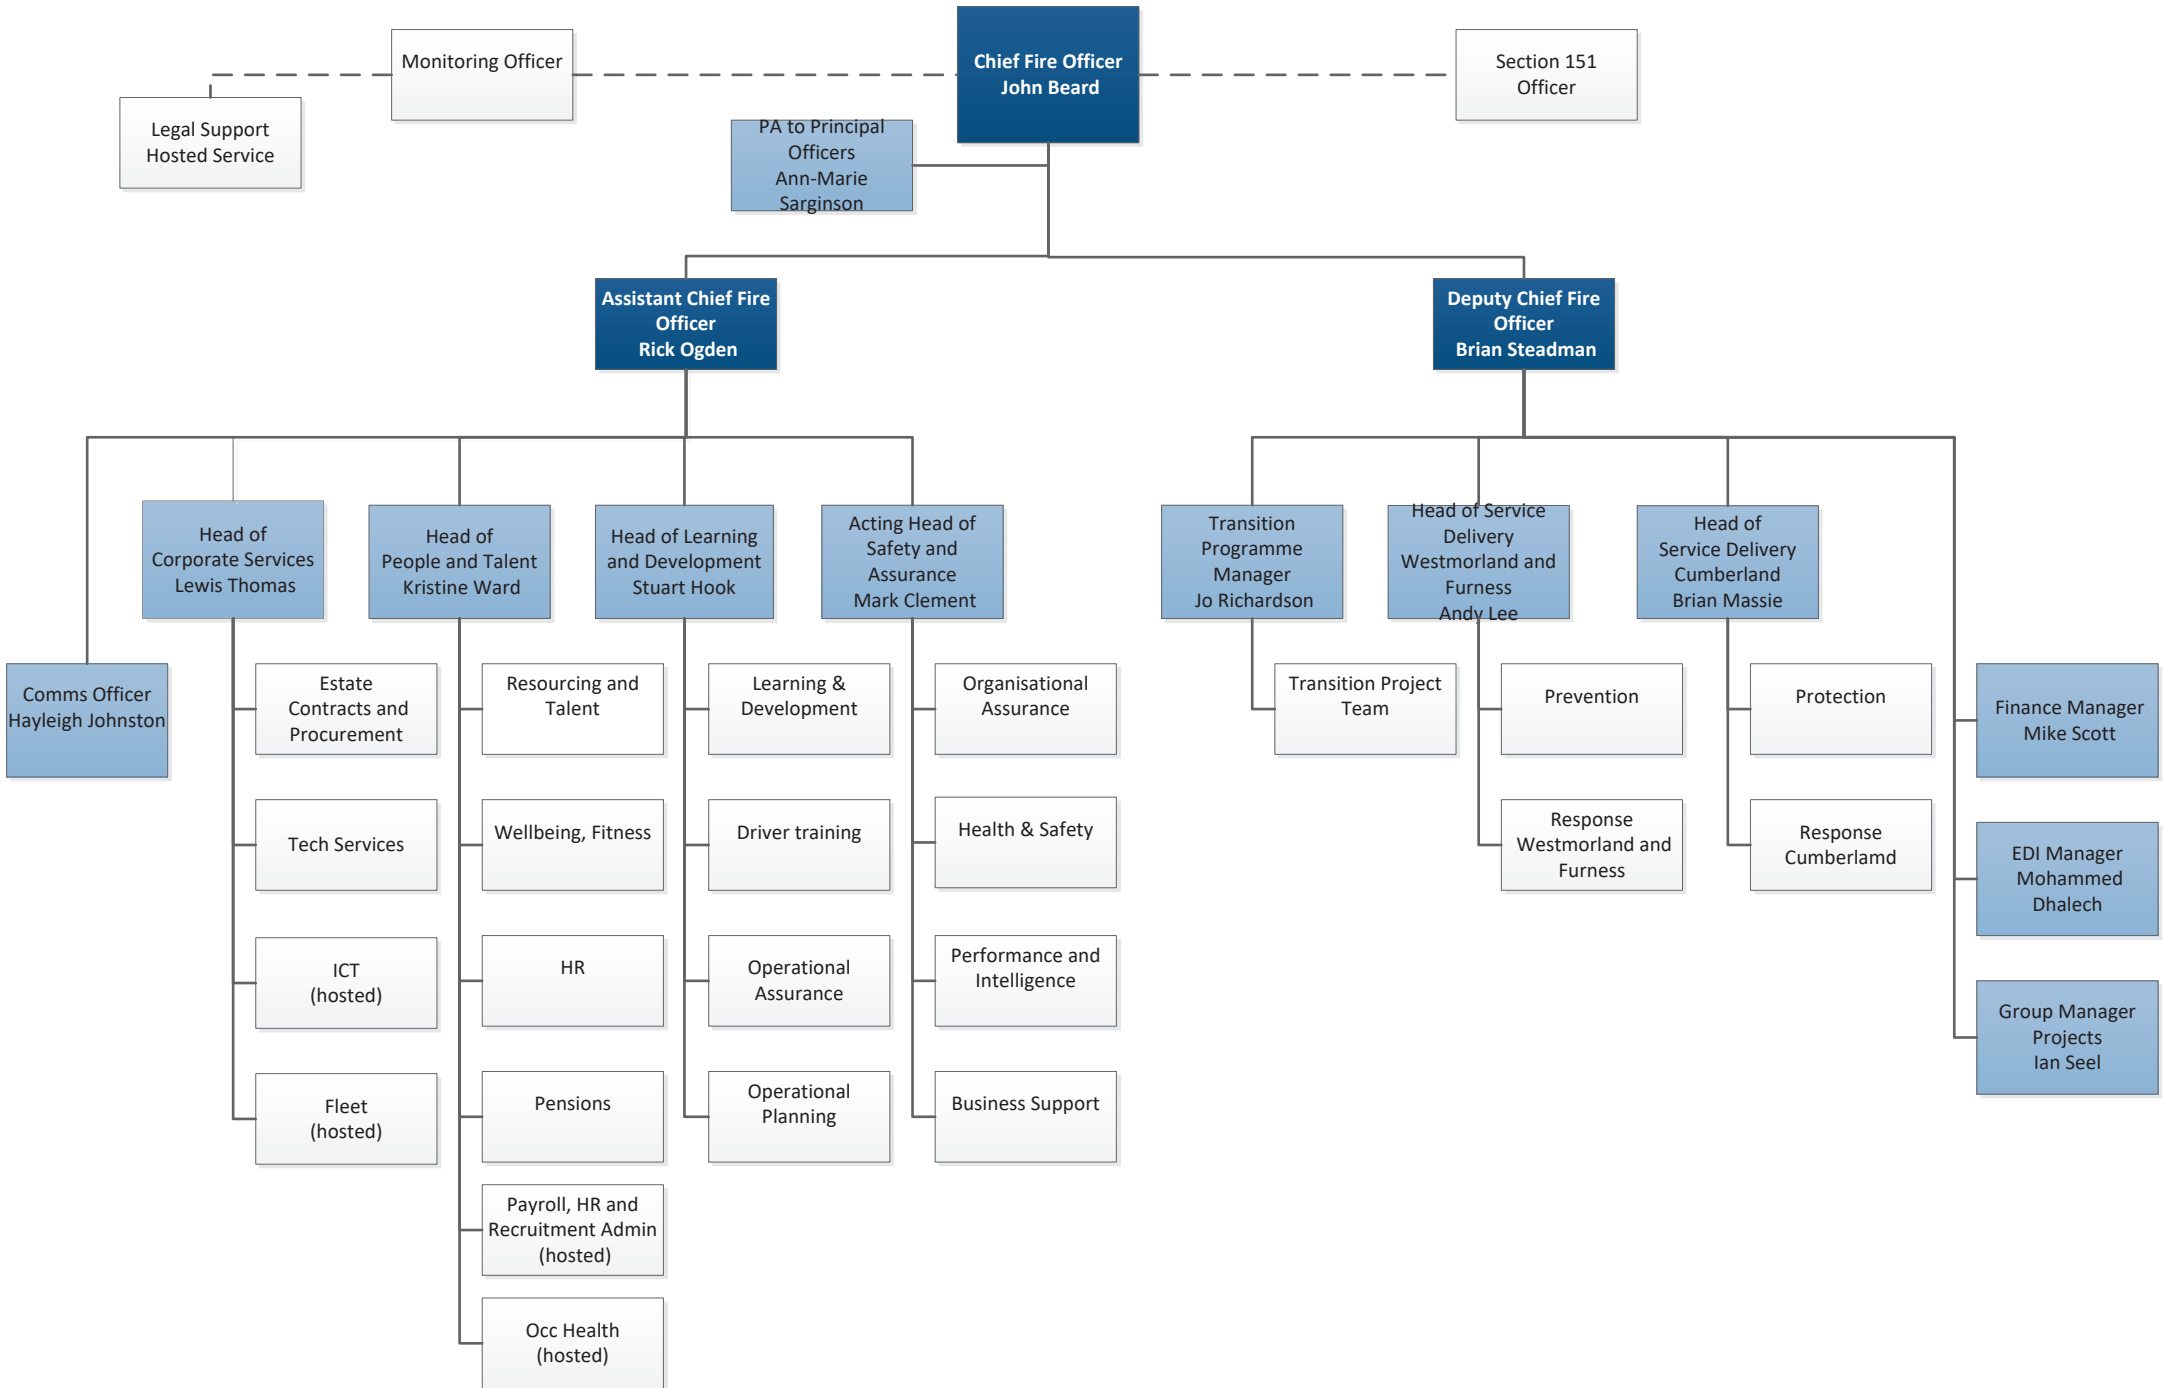 Monitoring Officer
Chief Fire Officer
John Beard
Section 151
Officer
Legal Support
Hosted Service
PA to Principal
Officers
Ann-Marie
Sarginson
Assistant Chief Fire
Officer
Rick Ogden
Deputy Chief Fire
Officer
Brian Steadman
Head of
Corporate Services
Lewis Thomas
Head of
People and Talent
Kristine Ward
Head of Learning
and Development
Stuart Hook
Acting Head of
Safety and
Assurance
Mark Clement
Transition
Programme
Manager
Jo Richardson
Head of Service
Delivery
Westmorland and
Furness
Andy Lee
Head of
Service Delivery
Cumberland
Brian Massie
Comms Officer
Hayleigh Johnston
Estate
Contracts and
Procurement
Resourcing and
Talent
Learning &
Development
Organisational
Assurance
Transition Project
Team
Prevention
Protection
Finance Manager
Mike Scott
Tech Services
Wellbeing, Fitness
Driver training
Health & Safety
Response
Westmorland and
Furness
Response
Cumberlamd
EDI Manager
Mohammed
Dhalech
ICT
(hosted)
HR
Operational
Assurance
Performance and
Intelligence
Group Manager
Projects
Ian Seel
Fleet
(hosted)
Pensions
Operational
Planning
Business Support
Payroll, HR and
Recruitment Admin
(hosted)
Occ Health
(hosted)